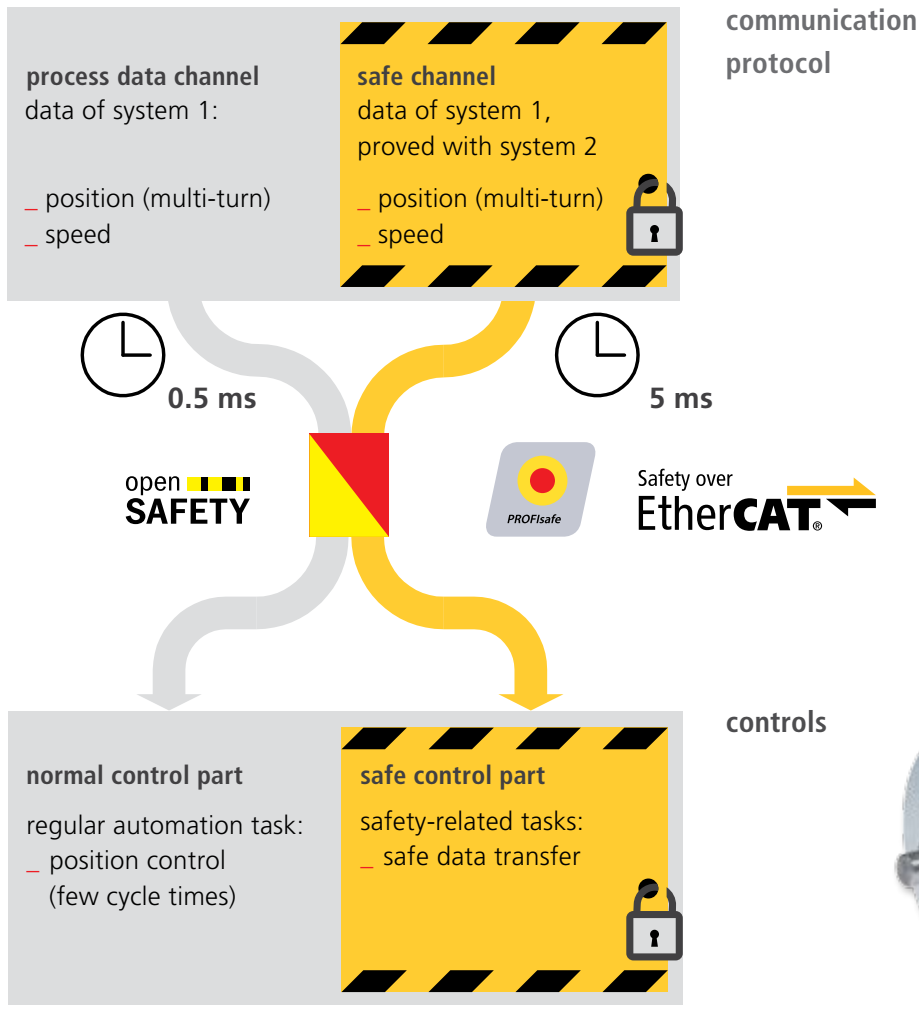 communication
protocol
process data channel
data of system 1:
_ position (multi-turn)
_ speed
safe channel
data of system 1,
proved with system 2
_ position (multi-turn)
_ speed
0.5 ms
5 ms
open
SAFETY
PROFIsafe
Safety over
EtherCAT®
controls
normal control part
regular automation task:
_ position control
(few cycle times)
safe control part
safety-related tasks:
_ safe data transfer